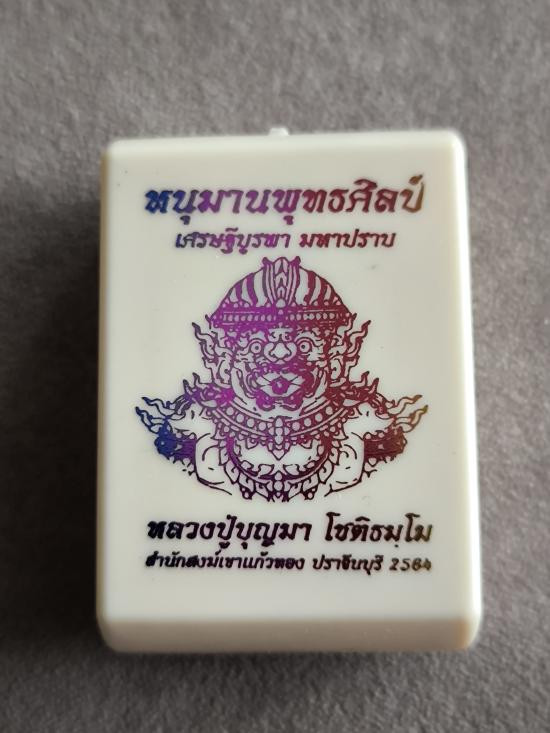 หนุมานพุทธศิลป์
เศรษฐีบูรพา มหาปราบ
หลวงปู่บุญมา โชติธมฺโม
สำนักสงฆ์เขาแก้วทอง ปราจีนบุรี 2564